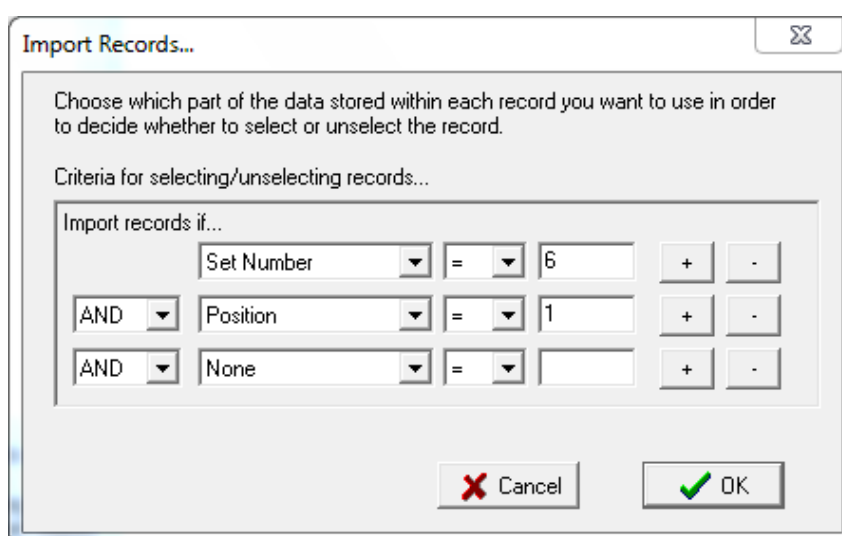 Import Records...
Choose which part of the data stored within each record you want to use in order
to decide whether to select or unselect the record.
Criteria for selecting/unselecting records...
Import records if...
Set Number = 6 + -
AND Position = 1 + -
AND None = + -
Cancel OK